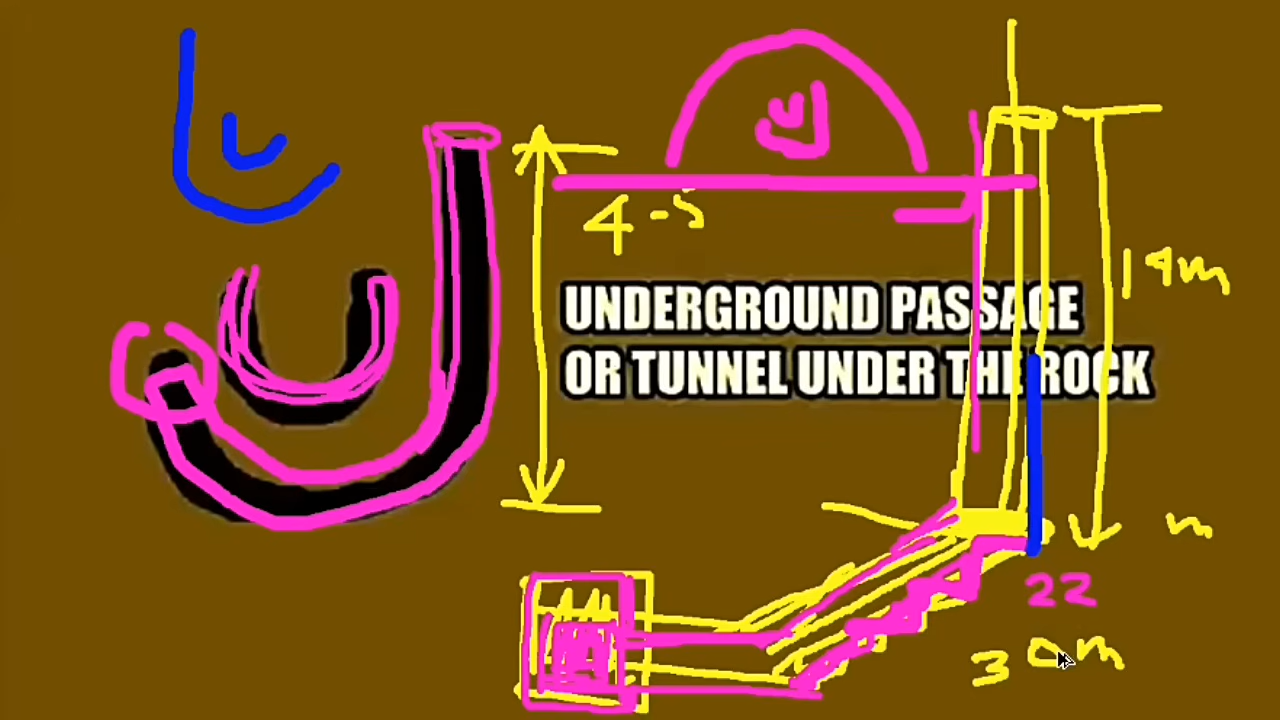 4-5
UNDERGROUND PASSAGE
OR TUNNEL UNDER THE ROCK
14m
m
22
30m